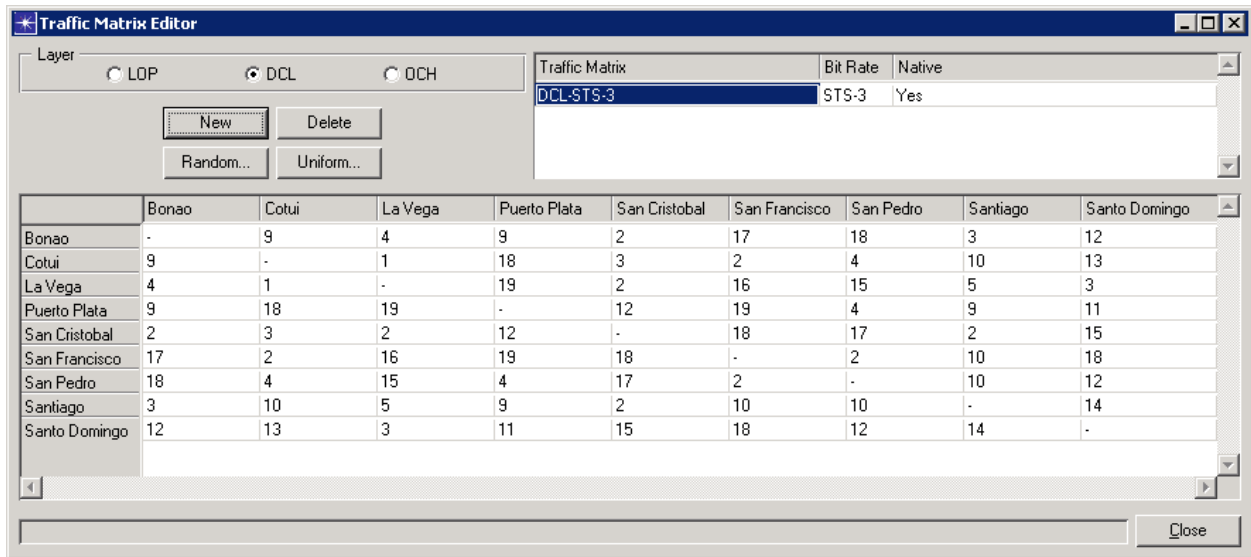 Traffic Matrix Editor
Layer
LOP DCL OCH
New Delete
Random... Uniform...
Traffic Matrix Bit Rate Native
DCL-STS-3 STS-3 Yes
Bonao Cotui La Vega Puerto Plata San Cristobal San Francisco San Pedro Santiago Santo Domingo
Bonao - 9 4 9 2 17 18 3 12
Cotui 9 - 1 18 3 2 4 10 13
La Vega 4 1 - 19 2 16 15 5 3
Puerto Plata 9 18 19 - 12 19 4 9 11
San Cristobal 2 3 2 12 - 18 17 2 15
San Francisco 17 2 16 19 18 - 2 10 18
San Pedro 18 4 15 4 17 2 - 10 12
Santiago 3 10 5 9 2 10 10 - 14
Santo Domingo 12 13 3 11 15 18 12 14 -
Close